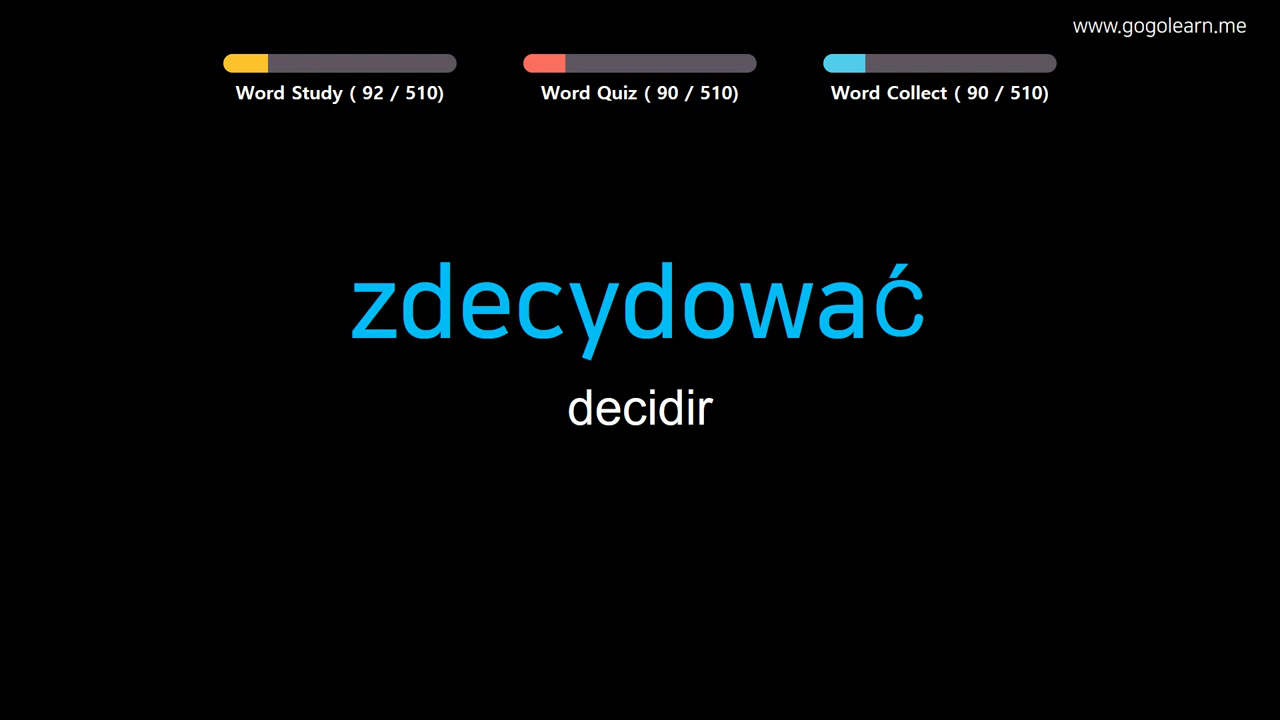 www.gogolearn.me
Word Study ( 92 / 510)
Word Quiz ( 90 / 510)
Word Collect ( 90 / 510)
zdecydować
decidir